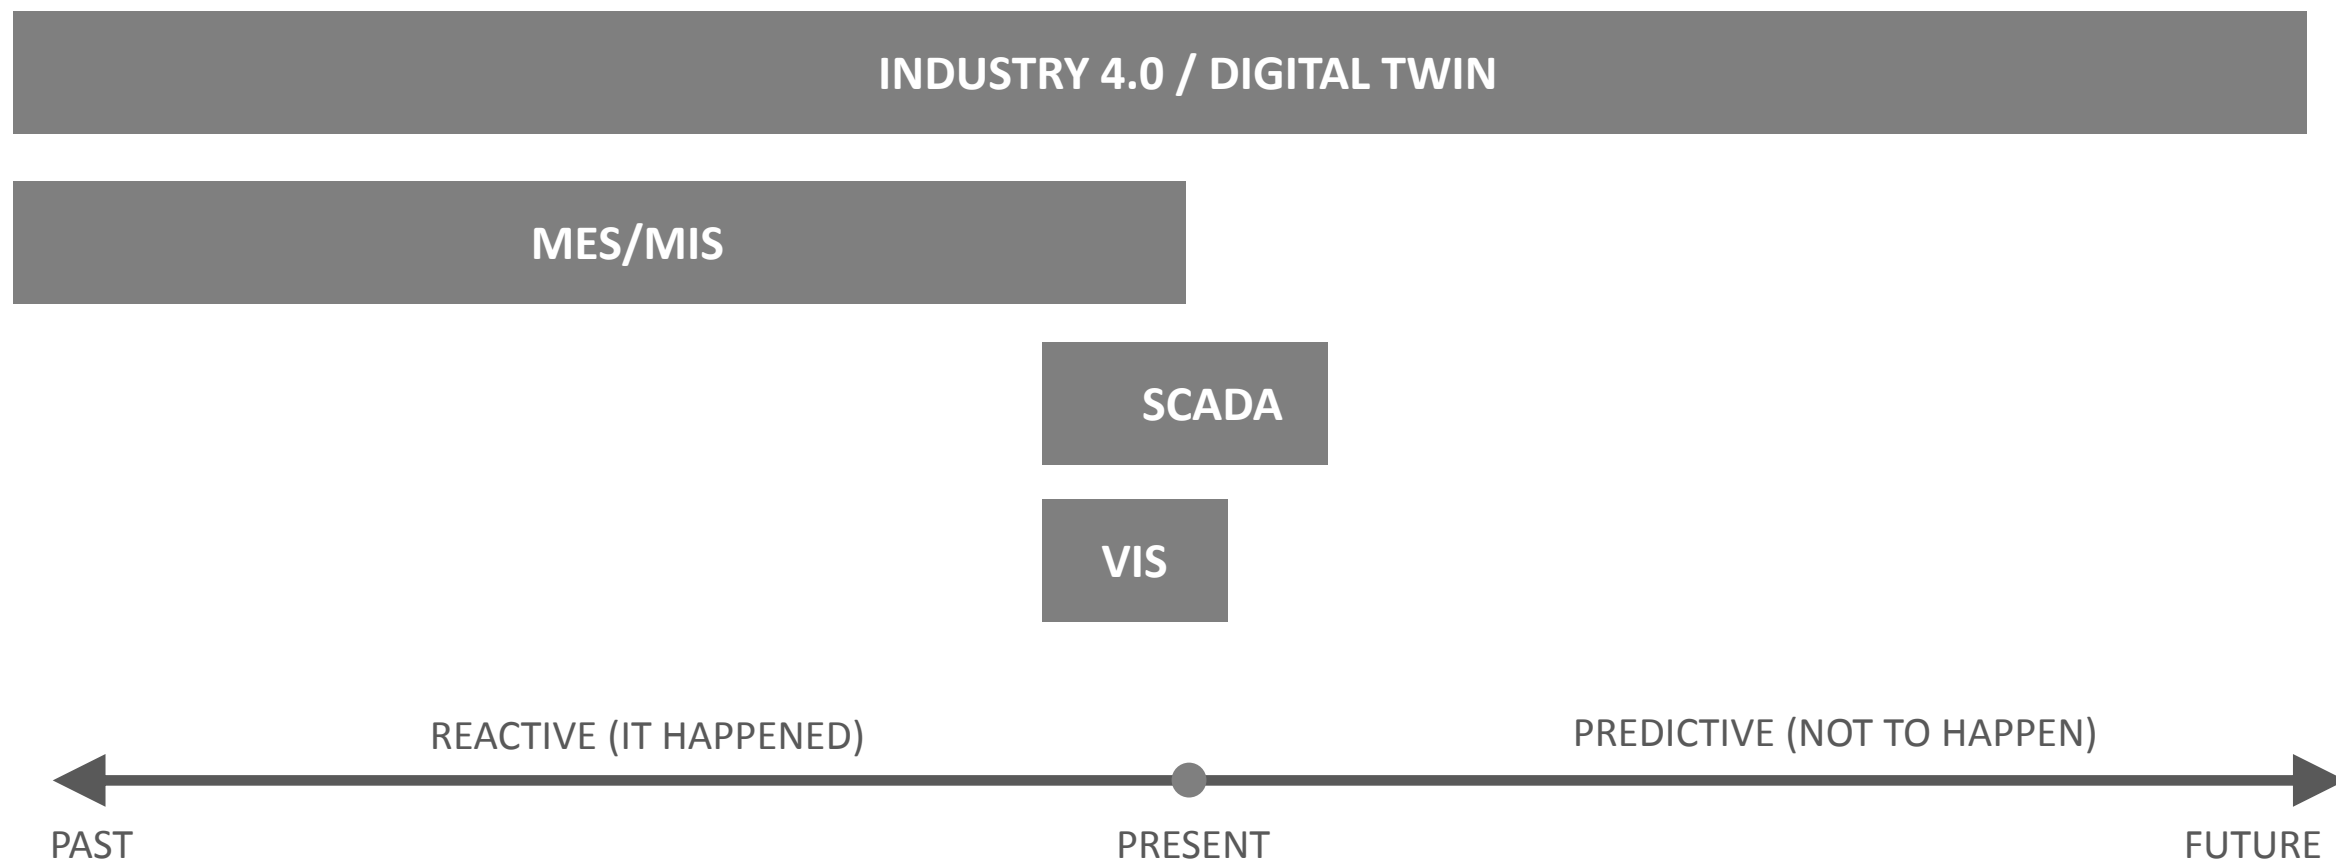 INDUSTRY 4.0 / DIGITAL TWIN
MES/MIS
SCADA
VIS
REACTIVE (IT HAPPENED)
PREDICTIVE (NOT TO HAPPEN)
PAST
PRESENT
FUTURE